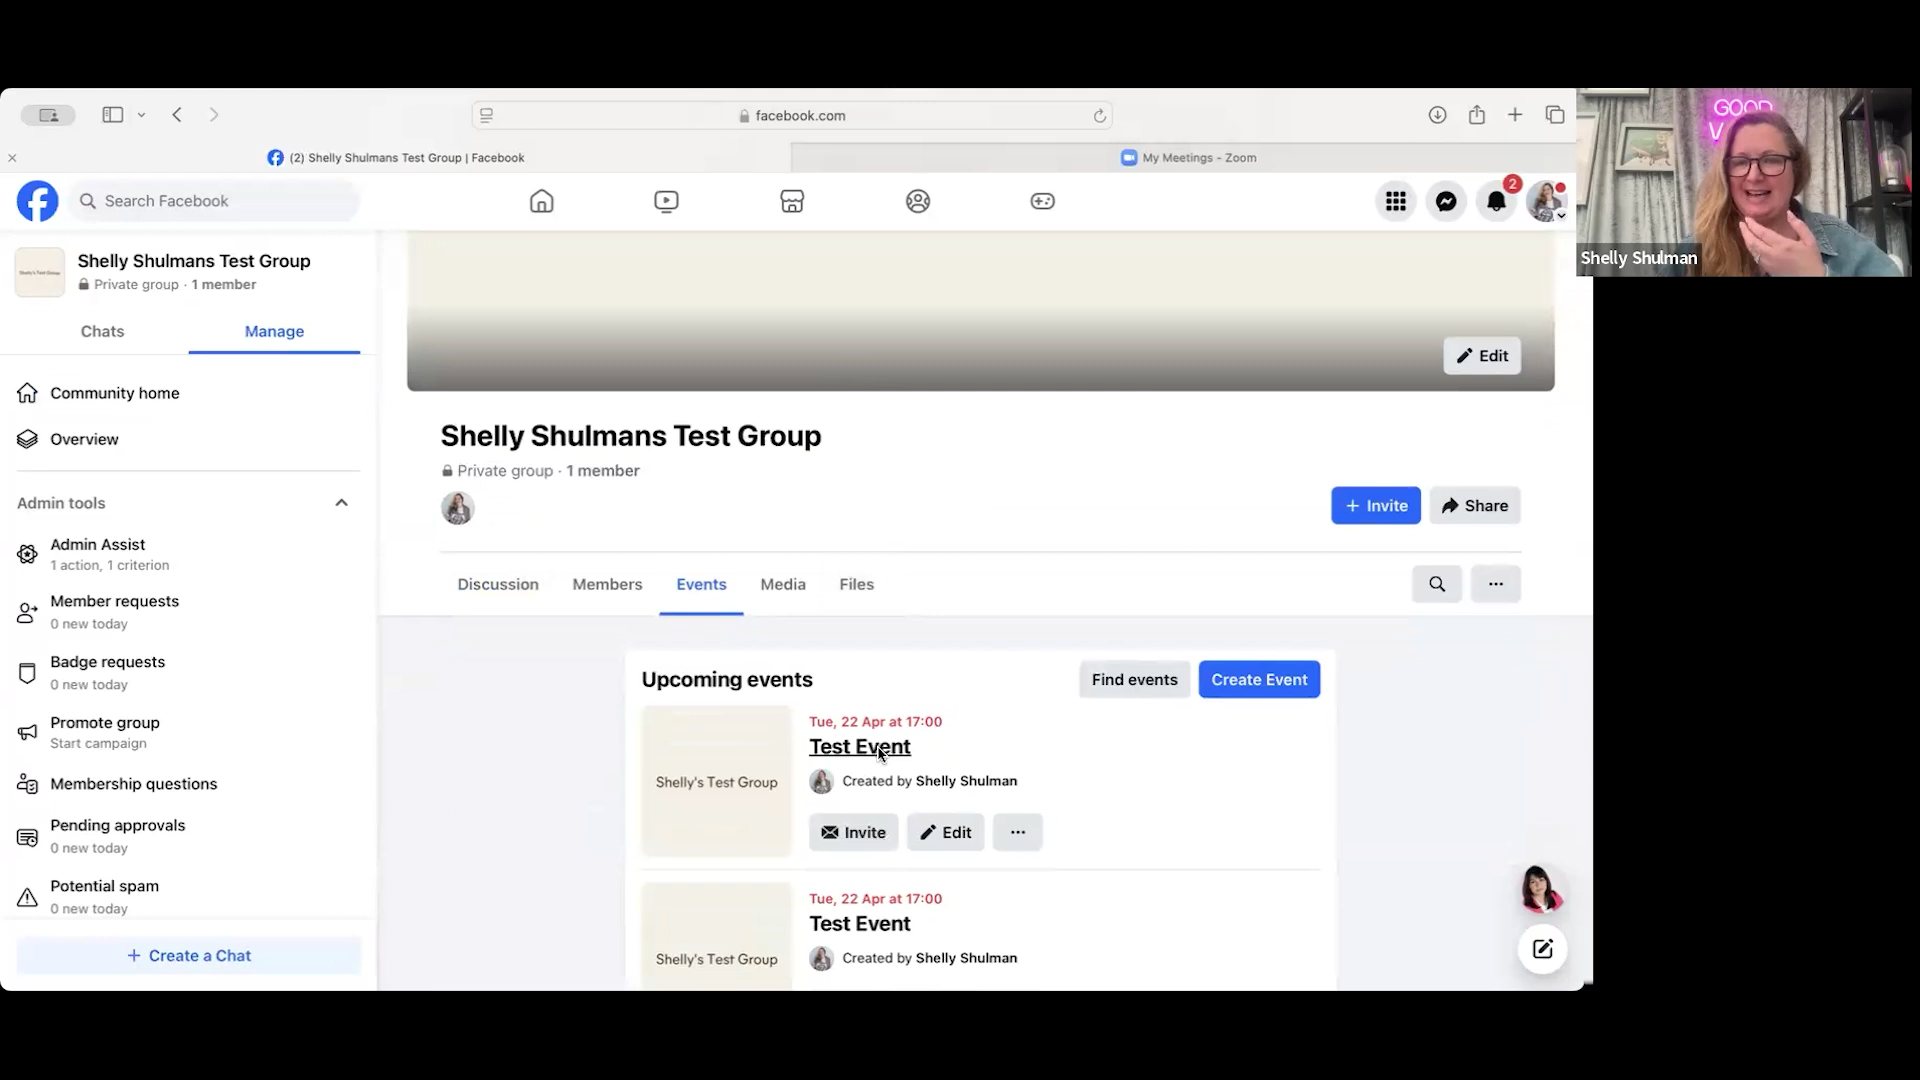 facebook.com
(2) Shelly Shulmans Test Group | Facebook
My Meetings - Zoom
GOOD
V
Shelly Shulman
Search Facebook
2
Shelly Shulmans Test Group
Private group · 1 member
Chats
Manage
Community home
Overview
Admin tools
Admin Assist
1 action, 1 criterion
Member requests
0 new today
Badge requests
0 new today
Promote group
Start campaign
Membership questions
Pending approvals
0 new today
Potential spam
0 new today
+ Create a Chat
Edit
Shelly Shulmans Test Group
Private group · 1 member
+ Invite
Share
Discussion
Members
Events
Media
Files
Upcoming events
Find events
Create Event
Shelly's Test Group
Tue, 22 Apr at 17:00
Test Event
Created by Shelly Shulman
Invite
Edit
Shelly's Test Group
Tue, 22 Apr at 17:00
Test Event
Created by Shelly Shulman